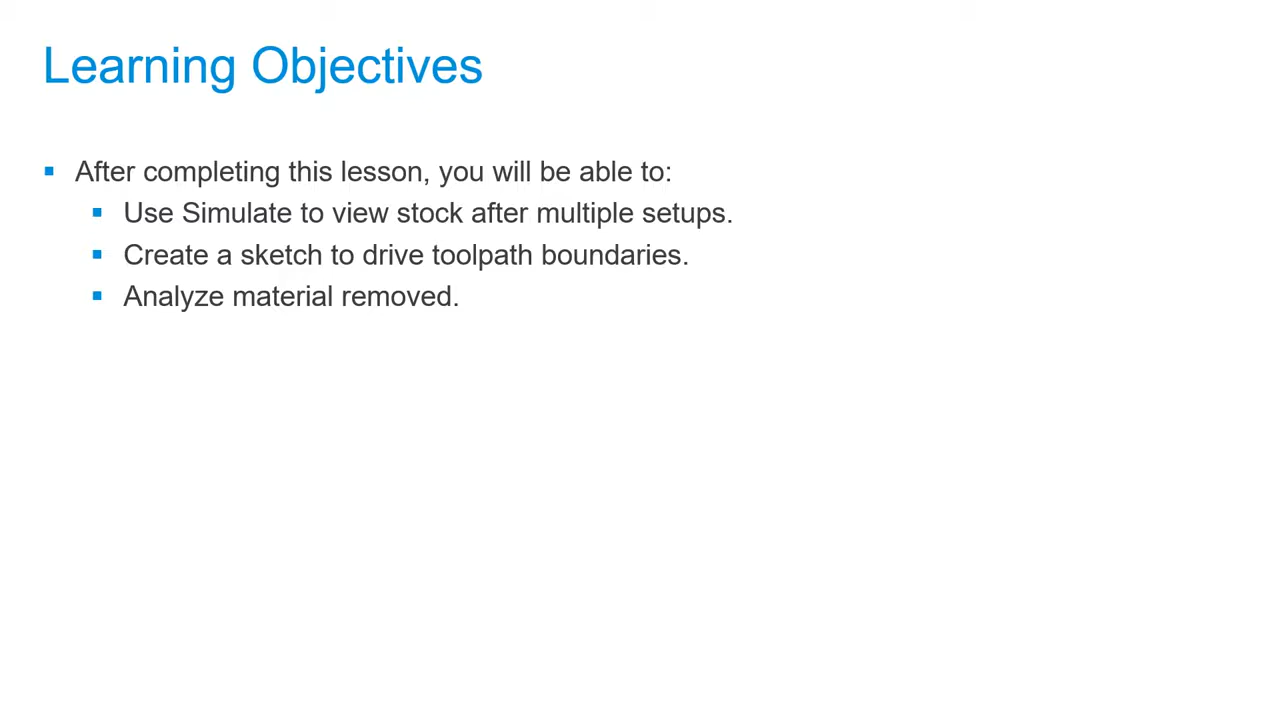 Learning Objectives
After completing this lesson, you will be able to:
Use Simulate to view stock after multiple setups.
Create a sketch to drive toolpath boundaries.
Analyze material removed.